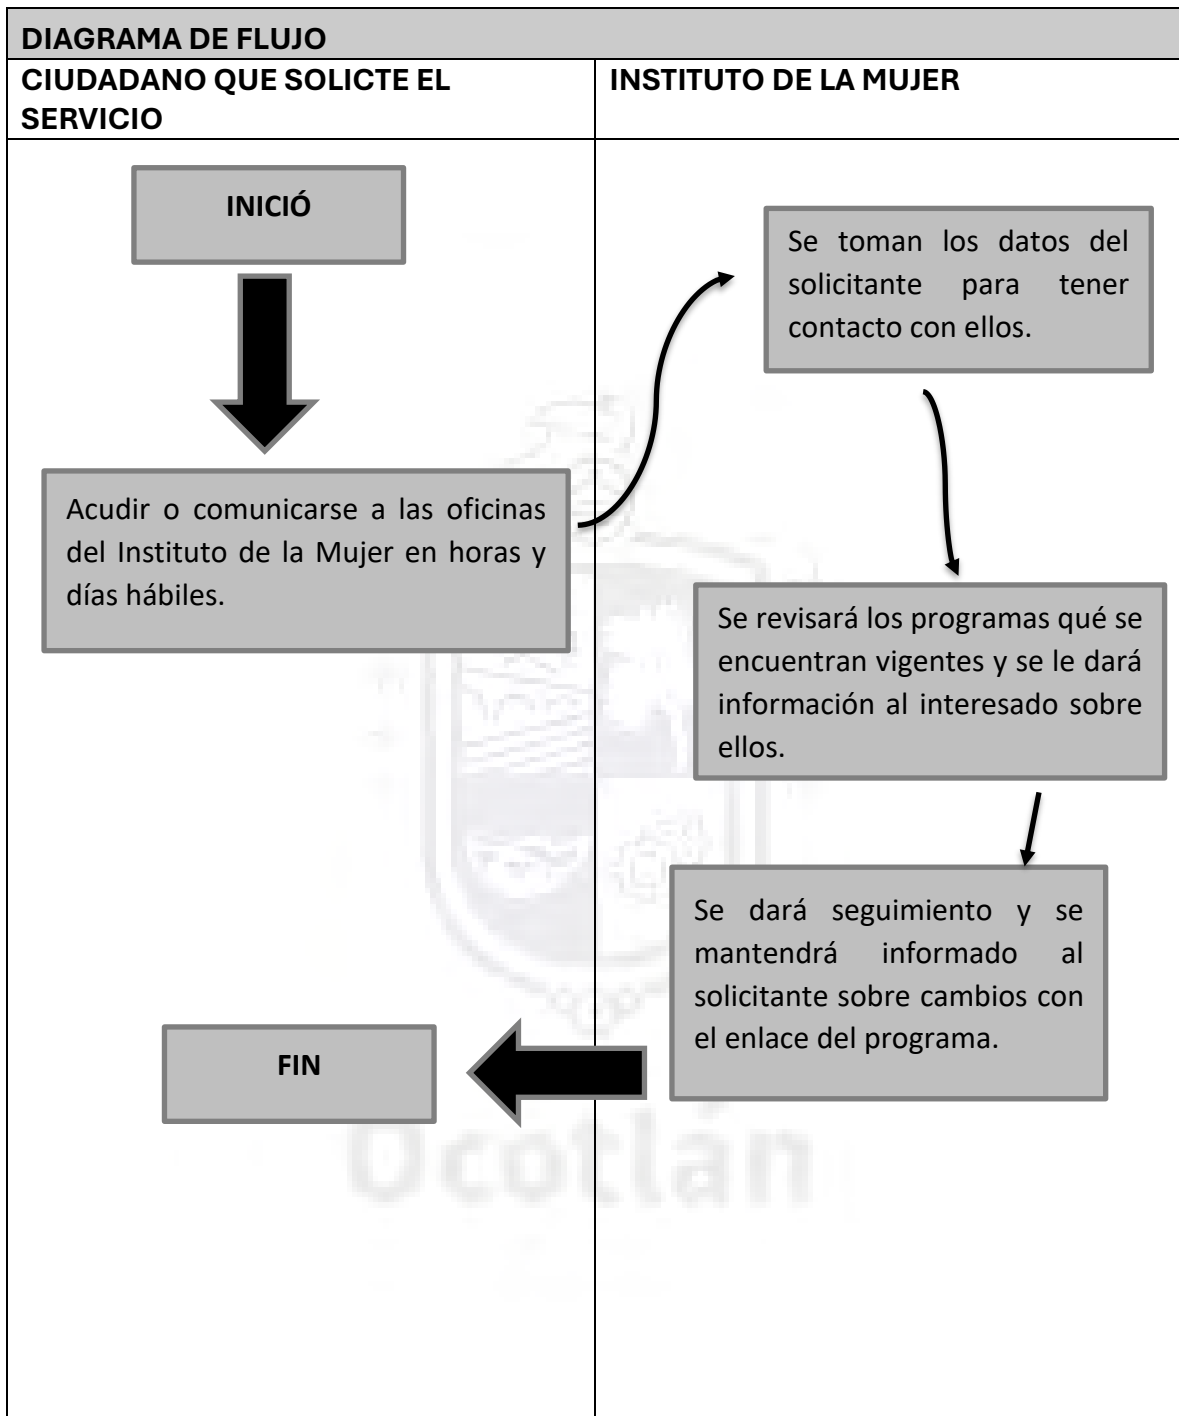 DIAGRAMA DE FLUJO
CIUDADANO QUE SOLICTE EL
SERVICIO
INSTITUTO DE LA MUJER
INICIÓ
Se toman los datos del
solicitante para tener
contacto con ellos.
Acudir o comunicarse a las oficinas
del Instituto de la Mujer en horas y
días hábiles.
Se revisará los programas qué se
encuentran vigentes y se le dará
información al interesado sobre
ellos.
Se dará seguimiento y se
mantendrá informado al
solicitante sobre cambios con
el enlace del programa.
FIN
Ocotlán